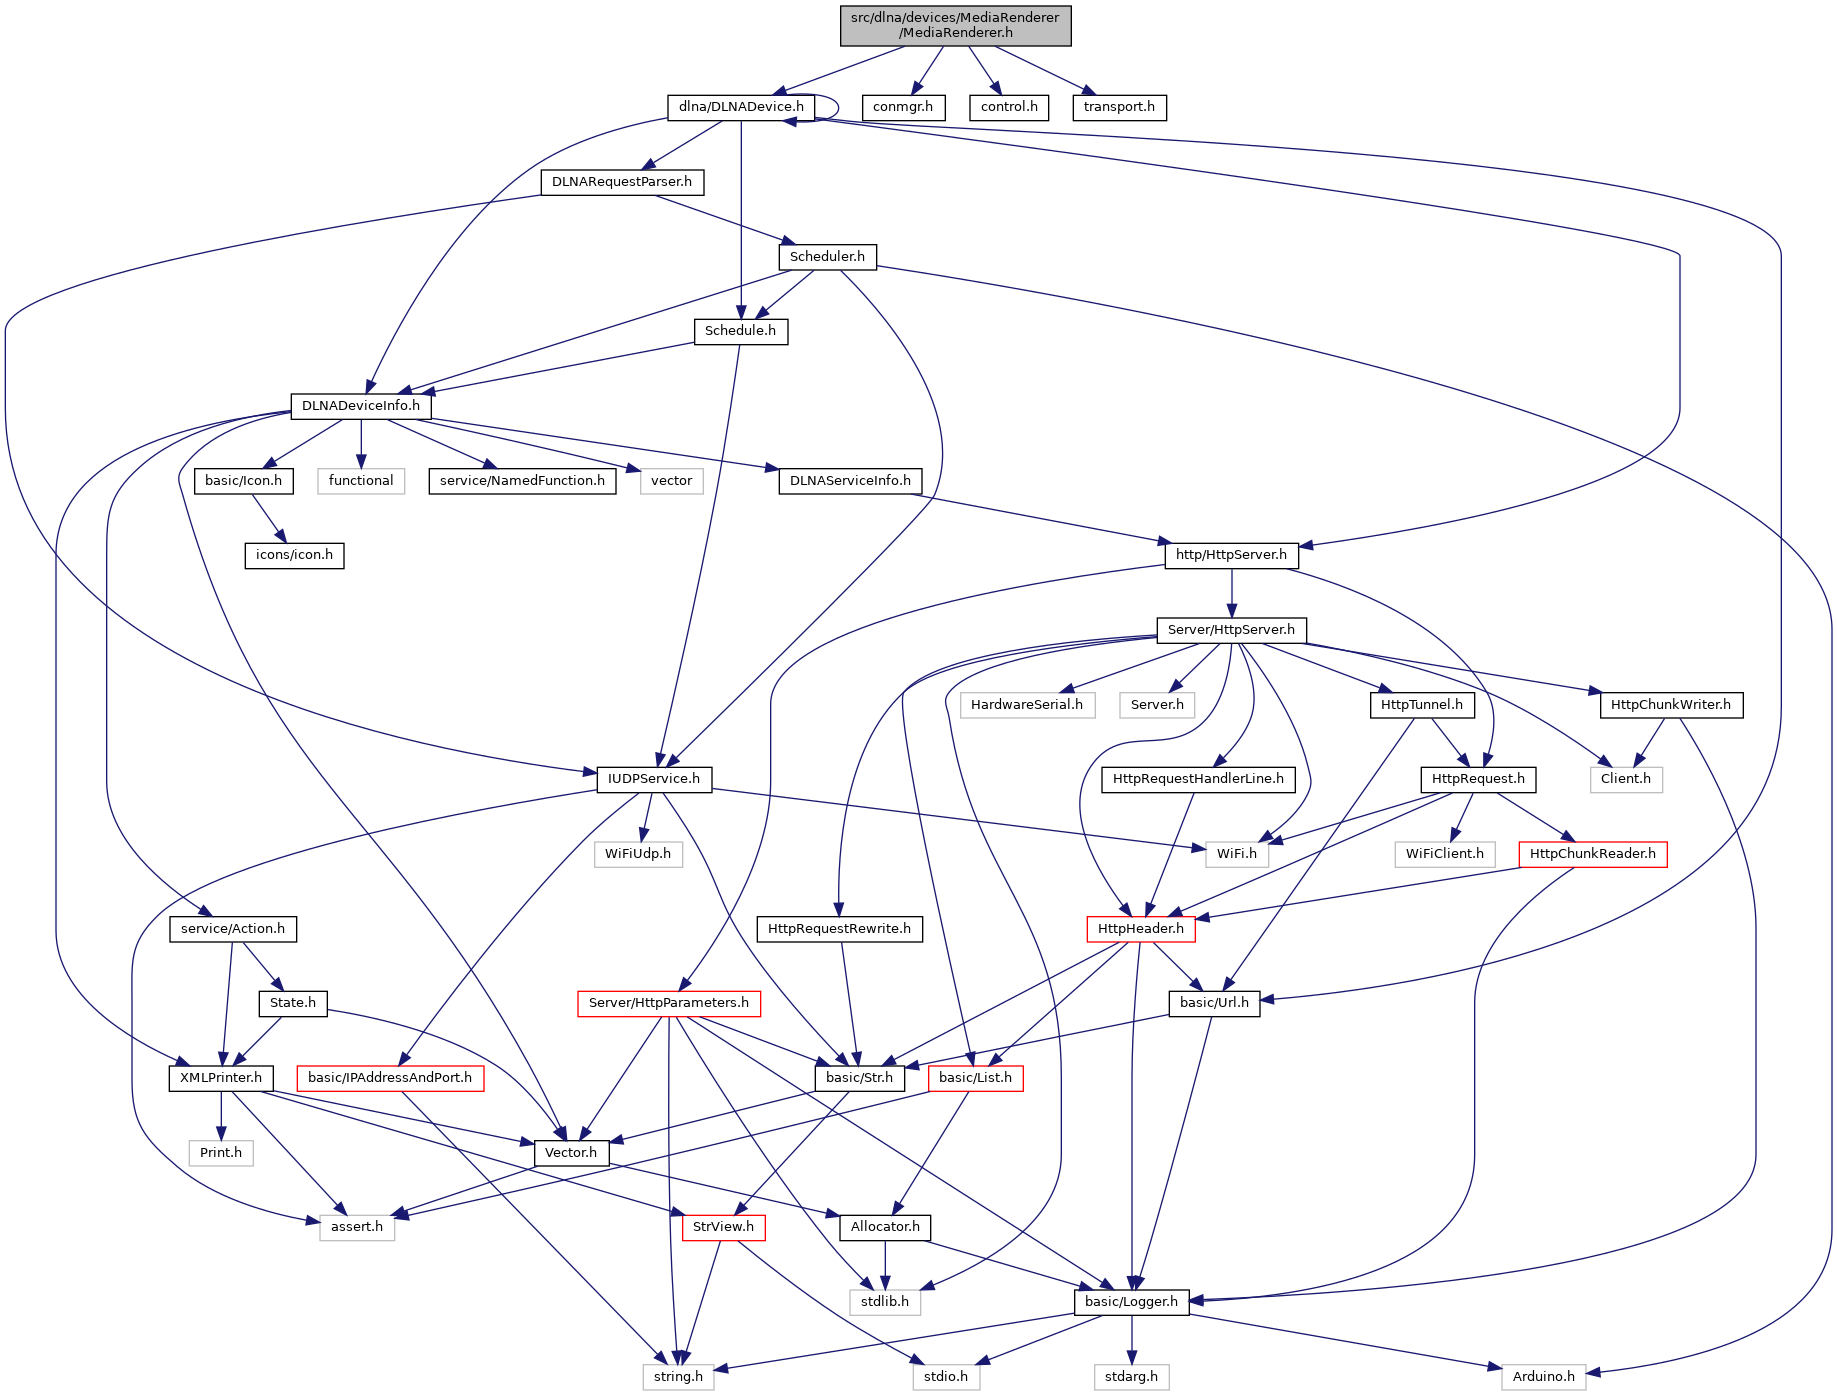 src/dlna/devices/MediaRenderer
/MediaRenderer.h
dlna/DLNADevice.h
conmgr.h
control.h
transport.h
DLNARequestParser.h
Scheduler.h
Schedule.h
DLNADeviceInfo.h
basic/Icon.h
functional
service/NamedFunction.h
vector
DLNAServiceInfo.h
icons/icon.h
http/HttpServer.h
Server/HttpServer.h
HardwareSerial.h
Server.h
HttpTunnel.h
HttpChunkWriter.h
IUDPService.h
HttpRequestHandlerLine.h
HttpRequest.h
Client.h
WiFiUdp.h
WiFi.h
WiFiClient.h
HttpChunkReader.h
service/Action.h
HttpRequestRewrite.h
HttpHeader.h
State.h
Server/HttpParameters.h
basic/Url.h
XMLPrinter.h
basic/IPAddressAndPort.h
basic/Str.h
basic/List.h
Print.h
Vector.h
assert.h
StrView.h
Allocator.h
stdlib.h
basic/Logger.h
string.h
stdio.h
stdarg.h
Arduino.h